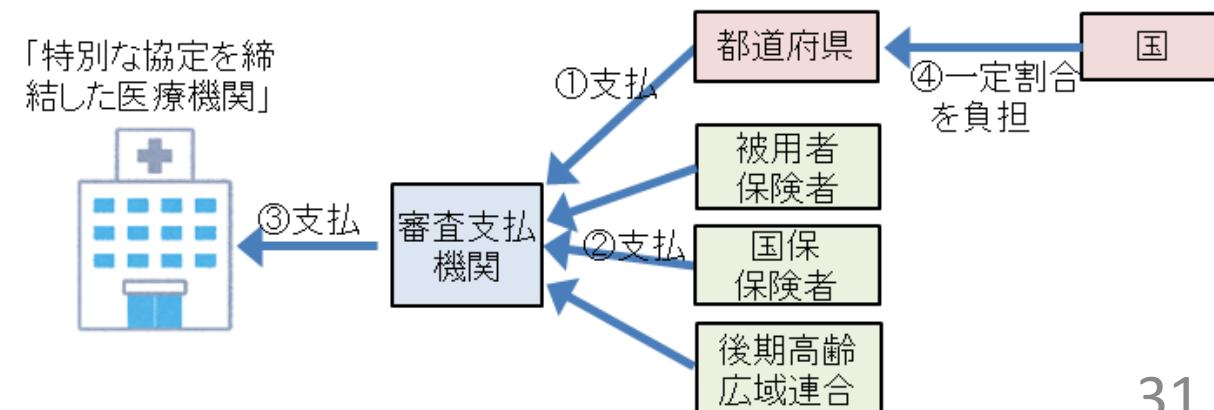 「特別な協定を締
結した医療機関」
①支払
都道府県
④一定割合
を負担
国
被用者
保険者
③支払
審査支払
機関
②支払
国保
保険者
後期高齢
広域連合
31